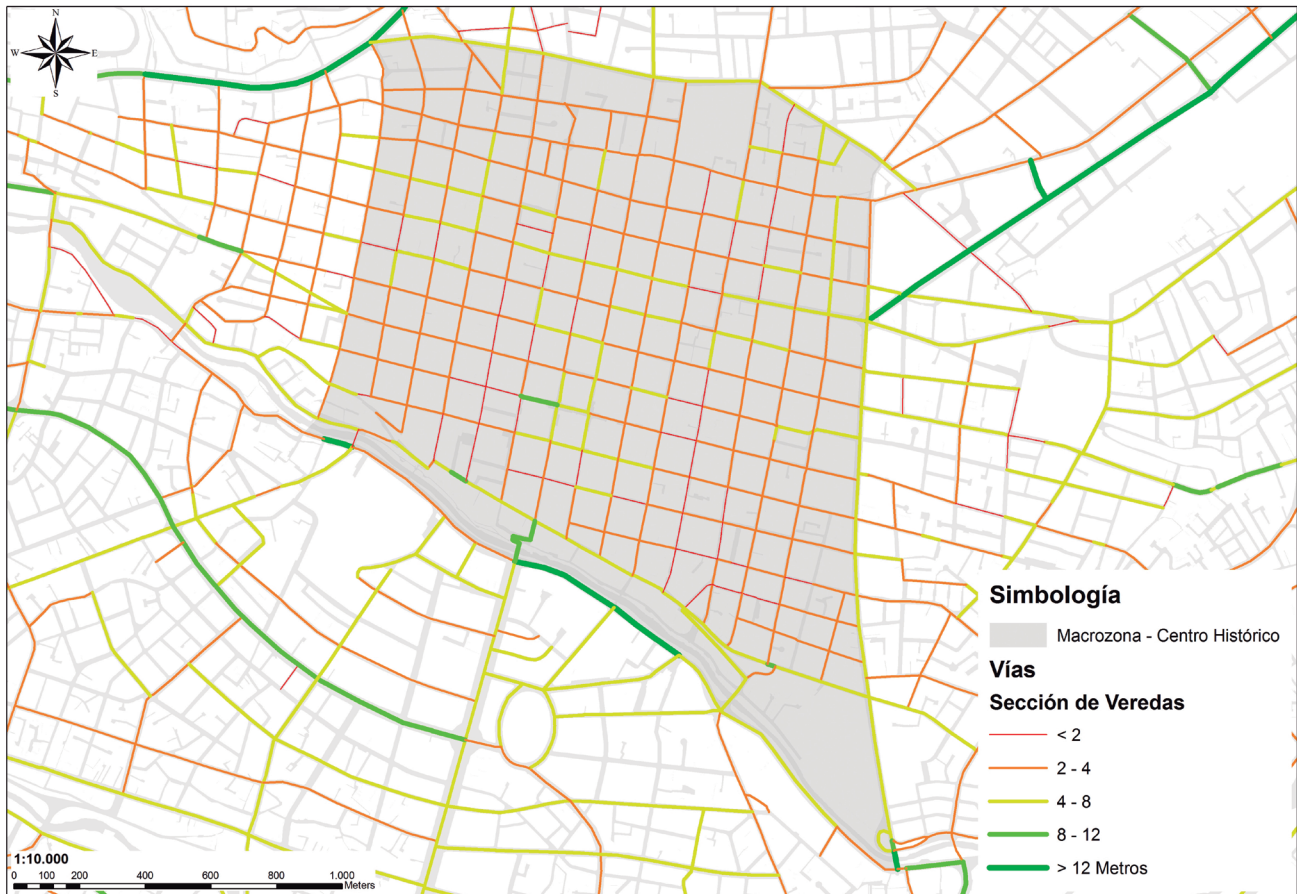 N
W E
S
Simbología
Macrozona - Centro Histórico
Vías
Sección de Veredas
< 2
2 - 4
4 - 8
8 - 12
> 12 Metros
1:10.000
0 100 200 400 600 800 1.000
Meters